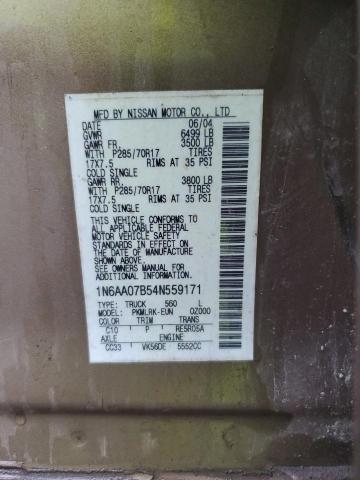 MFD BY NISSAN MOTOR CO., LTD
DATE 06/04
GVWR 6499 LB
GAWR FR. 3500 LB
WITH P285/70R17 TIRES
17X7.5 RIMS AT 35 PSI
COLD SINGLE
GAWR RR. 3800 LB
WITH P285/70R17 TIRES
17X7.5 RIMS AT 35 PSI
COLD SINGLE
THIS VEHICLE CONFORMS TO
ALL APPLICABLE FEDERAL
MOTOR VEHICLE SAFETY
STANDARDS IN EFFECT ON THE
DATE OF MANUFACTURE
SHOWN ABOVE.
SEE OWNERS MANUAL FOR
ADDITIONAL INFORMATION.
1N6AA07B54N559171
TYPE: TRUCK 560 L
MODEL: PKMLRK-EUN 0Z000
COLOR TRIM TRANS
C10 P RE5R05A
AXLE ENGINE
CC33 VK56DE 5552CC